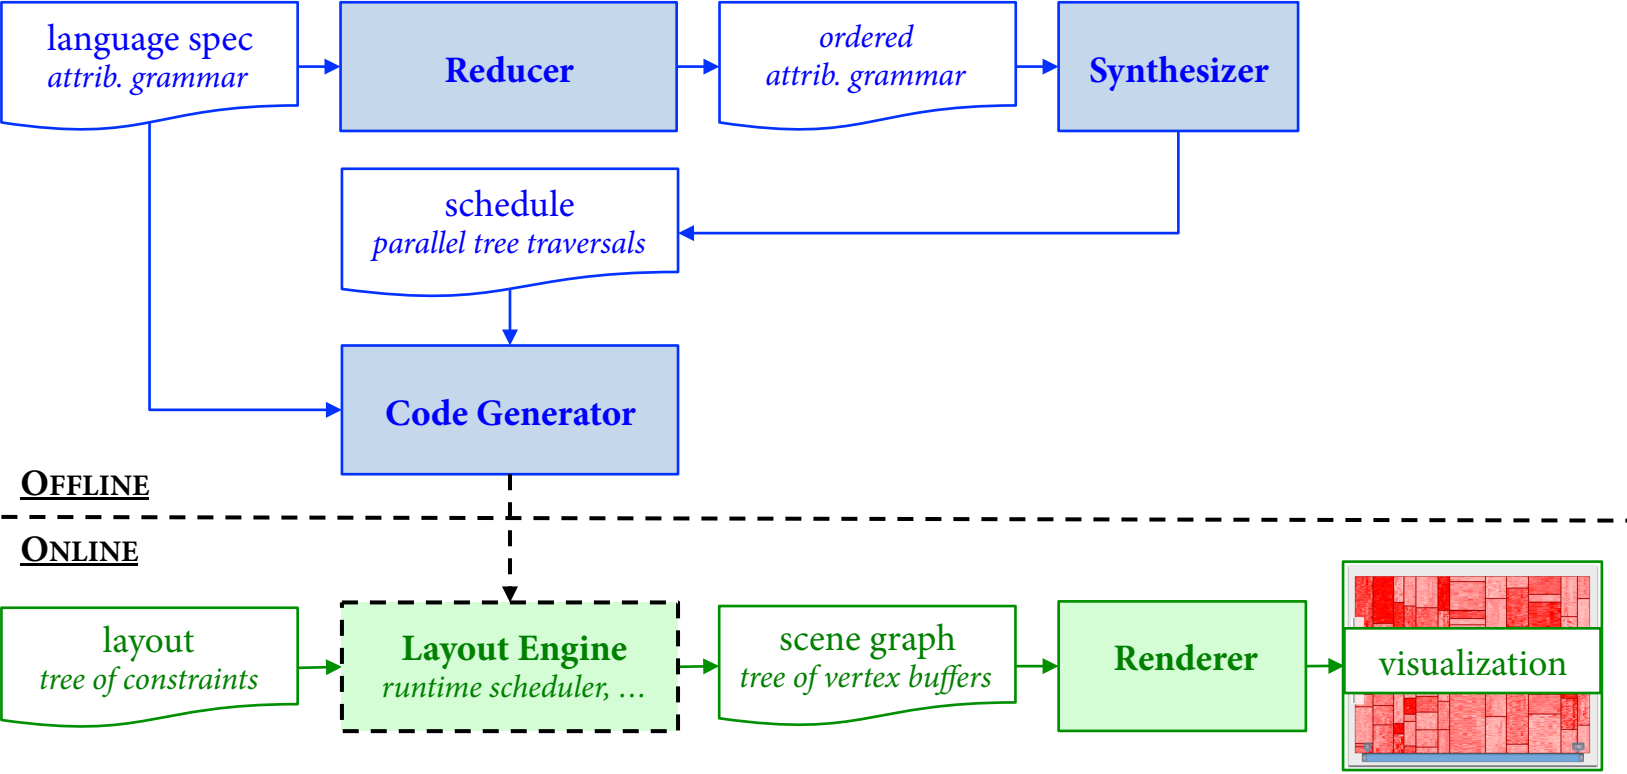 language spec
attrib. grammar
Reducer
ordered
attrib. grammar
Synthesizer
schedule
parallel tree traversals
Code Generator
OFFLINE
ONLINE
layout
tree of constraints
Layout Engine
runtime scheduler, …
scene graph
tree of vertex buffers
Renderer
visualization